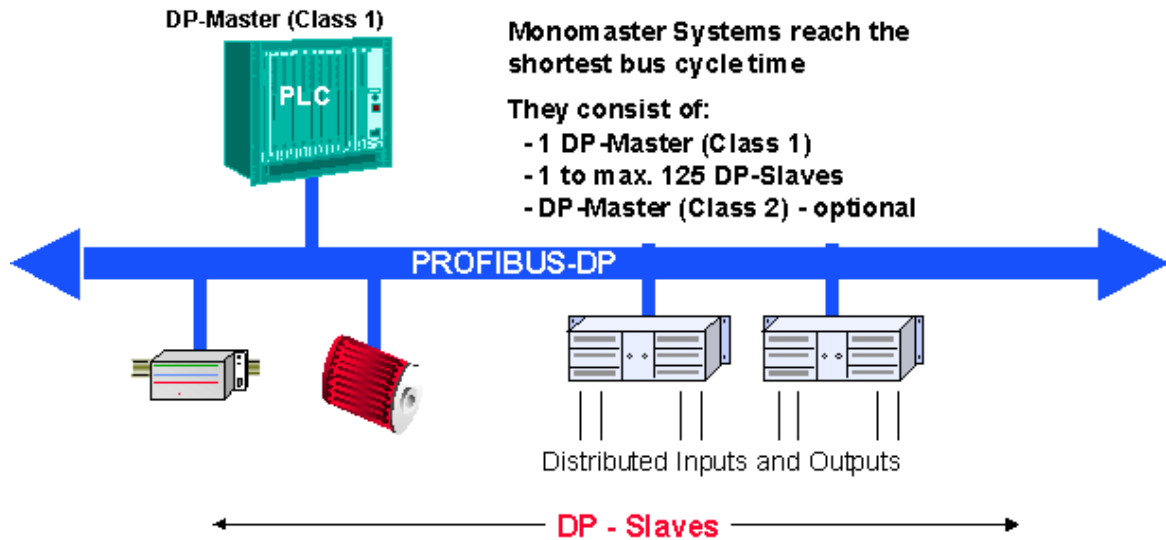 DP-Master (Class 1)
PLC
Monomaster Systems reach the
shortest bus cycle time
They consist of:
- 1 DP-Master (Class 1)
- 1 to max. 125 DP-Slaves
- DP-Master (Class 2) - optional
PROFIBUS-DP
Distributed Inputs and Outputs
DP - Slaves